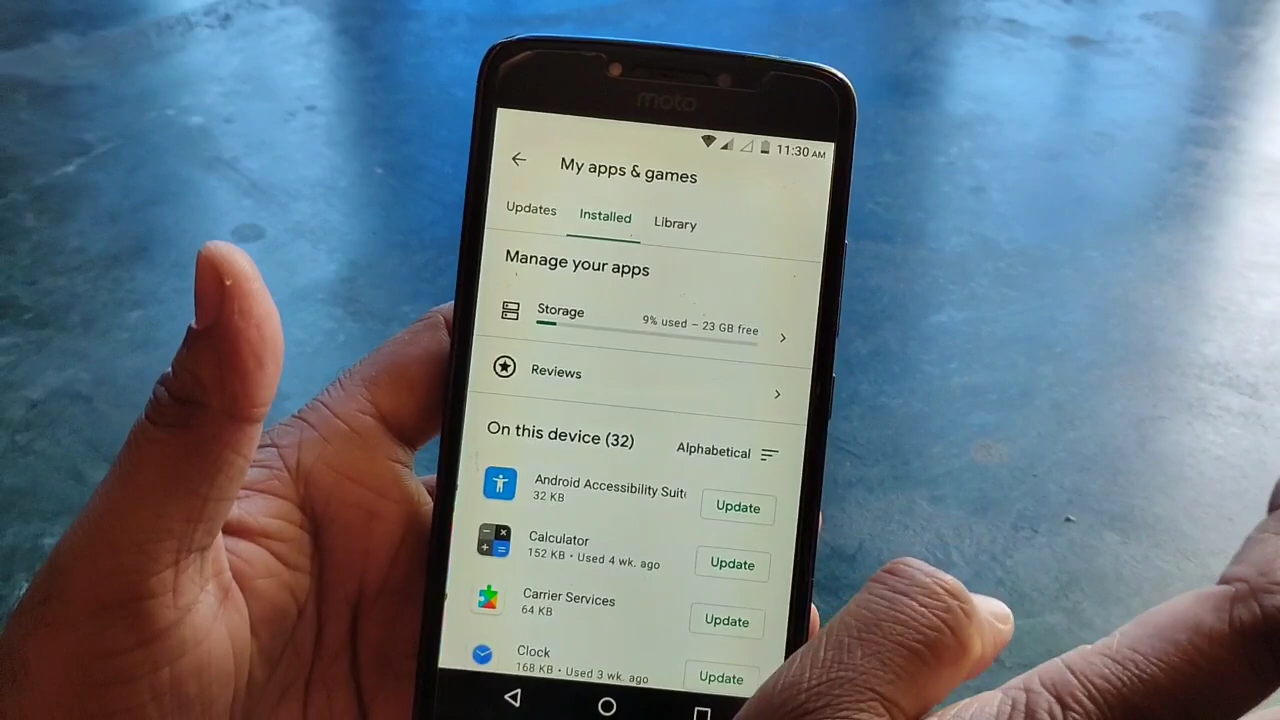 moto
11:30 AM
My apps & games
Updates
Installed
Library
Manage your apps
Storage
9% used – 23 GB free
Reviews
On this device (32)
Alphabetical
Android Accessibility Suite
32 KB
Update
Calculator
152 KB • Used 4 wk. ago
Update
Carrier Services
64 KB
Update
Clock
168 KB • Used 3 wk. ago
Update